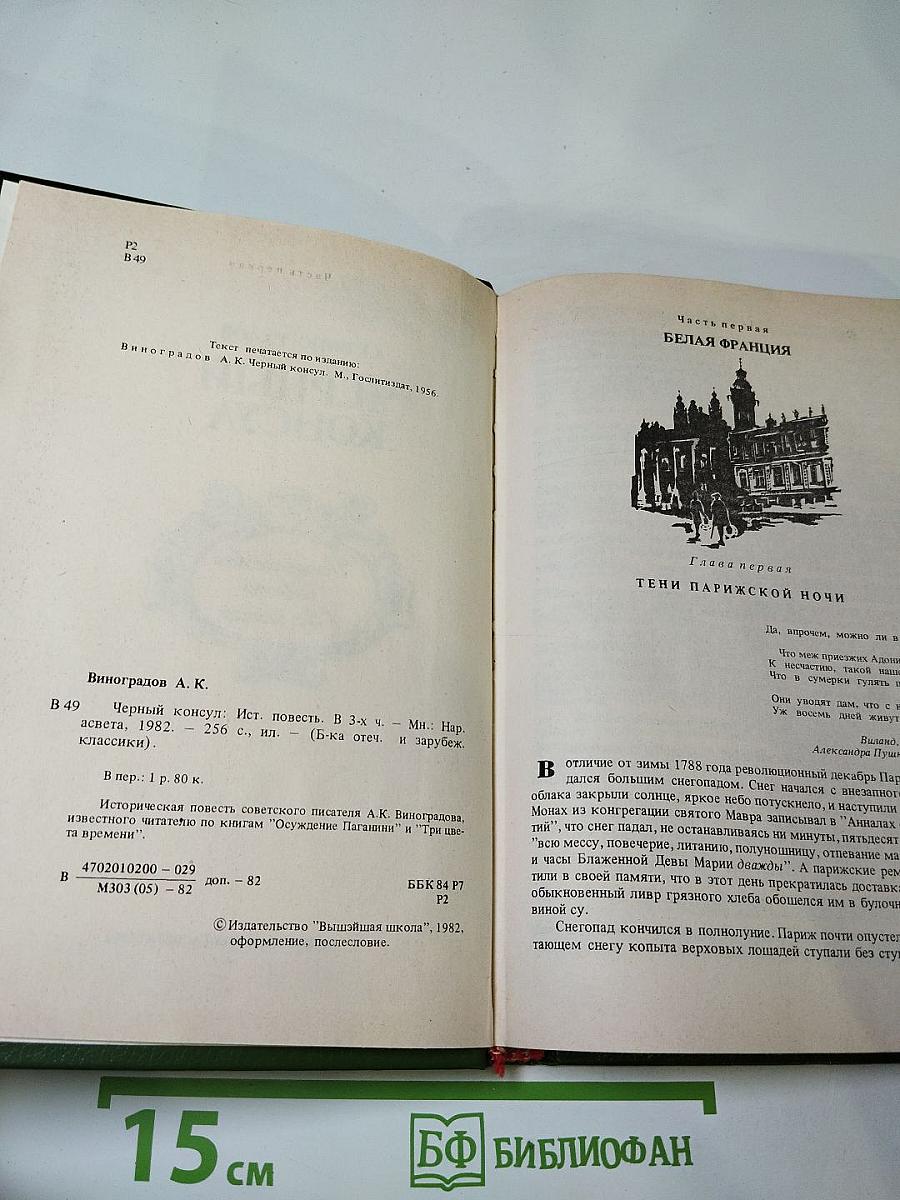 Р2
В 49
Текст печатается по изданию:
Виноградов А. К. Черный консул. М., Гослитиздат, 1956.
Виноградов А. К.
В 49 Черный консул: Ист. повесть. В 3-х ч. — Мн.: Нар.
асвета, 1982. — 256 с., ил. — (Б-ка отеч. и зарубеж.
классики).
В пер.: 1 р. 80 к.
Историческая повесть советского писателя А.К. Виноградова,
известного читателю по книгам "Осуждение Паганини" и "Три цве-
та времени".
В 4702010200 — 029 доп. — 82
М303 (05) — 82
ББК 84 Р7
Р2
© Издательство "Вышэйшая школа", 1982,
оформление, послесловие.
Часть первая
БЕЛАЯ ФРАНЦИЯ
Глава первая
ТЕНИ ПАРИЖСКОЙ НОЧИ
Да, впрочем, можно ли в
Что меж приезжих Адони
К несчастию, такой наш
Что в сумерки гулять
Они уводят дам, что с
Уж восемь дней живут
Виланд,
Александра Пушк
В отличие от зимы 1788 года революционный декабрь Пар
дался большим снегопадом. Снег начался с внезапног
облака закрыли солнце, яркое небо потускнело, и наступили
Монах из конгрегации святого Мавра записывал в "Анналах
тий", что снег падал, не останавливаясь ни минуты, пятьдесят
"всю мессу, повечерие, литанию, полуношницу, отпевание ма
и часы Блаженной Девы Марии дважды". А парижские рем
тили в своей памяти, что в этот день прекратилась доставка
обыкновенный ливр грязного хлеба обошелся им в булочн
виной су.
Снегопад кончился в полнолуние. Париж почти опустел
тающем снегу копыта верховых лошадей ступали без сту
15 см
БФ БИБЛИОФАН